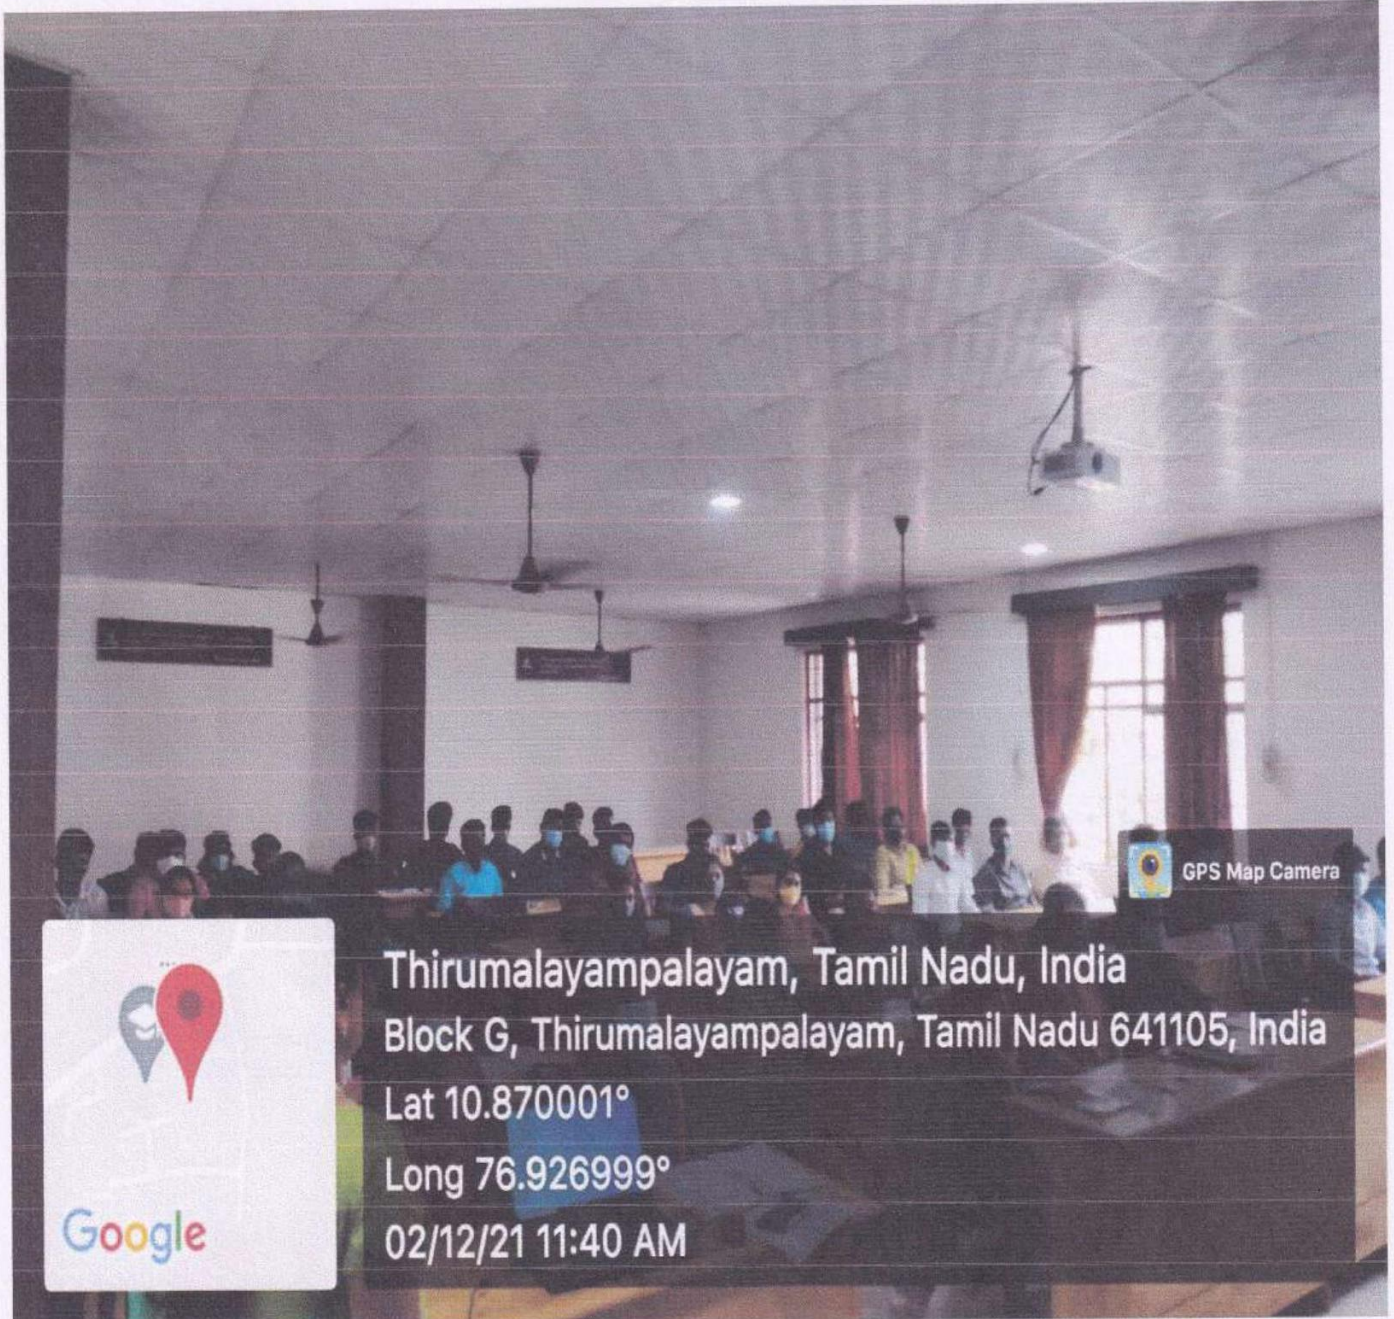 GPS Map Camera
Thirumalayampalayam, Tamil Nadu, India
Block G, Thirumalayampalayam, Tamil Nadu 641105, India
Lat 10.870001°
Long 76.926999°
02/12/21 11:40 AM
Google